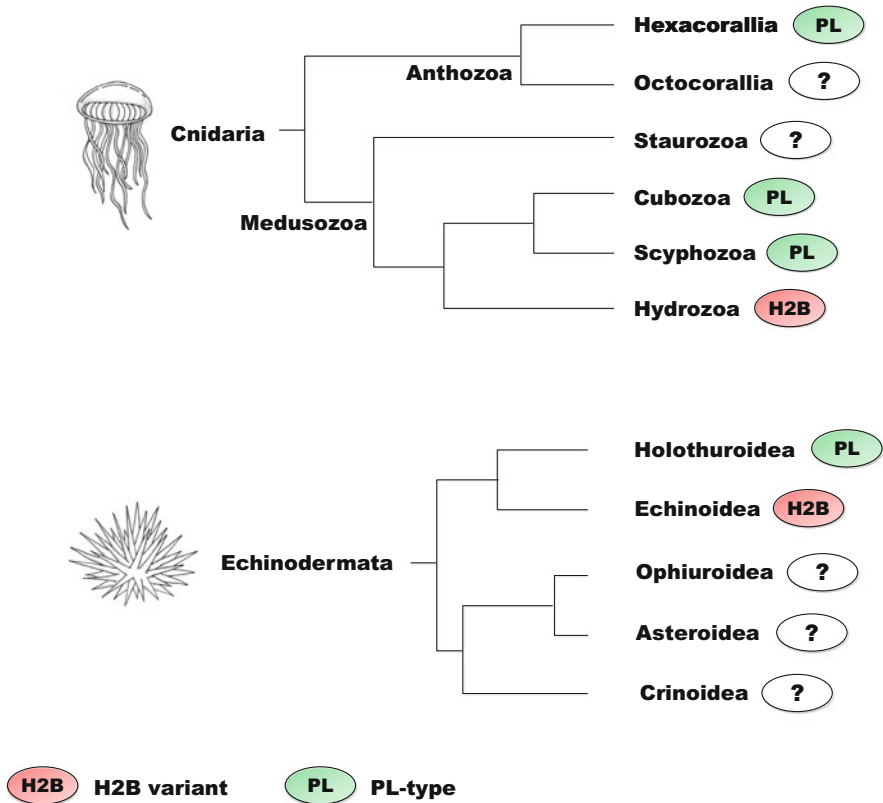 Hexacorallia PL
Anthozoa
Octocorallia ?
Cnidaria
Staurozoa ?
Cubozoa PL
Medusozoa
Scyphozoa PL
Hydrozoa H2B
Holothuroidea PL
Echinoidea H2B
Echinodermata
Ophiuroidea ?
Asteroidea ?
Crinoidea ?
H2B H2B variant PL PL-type